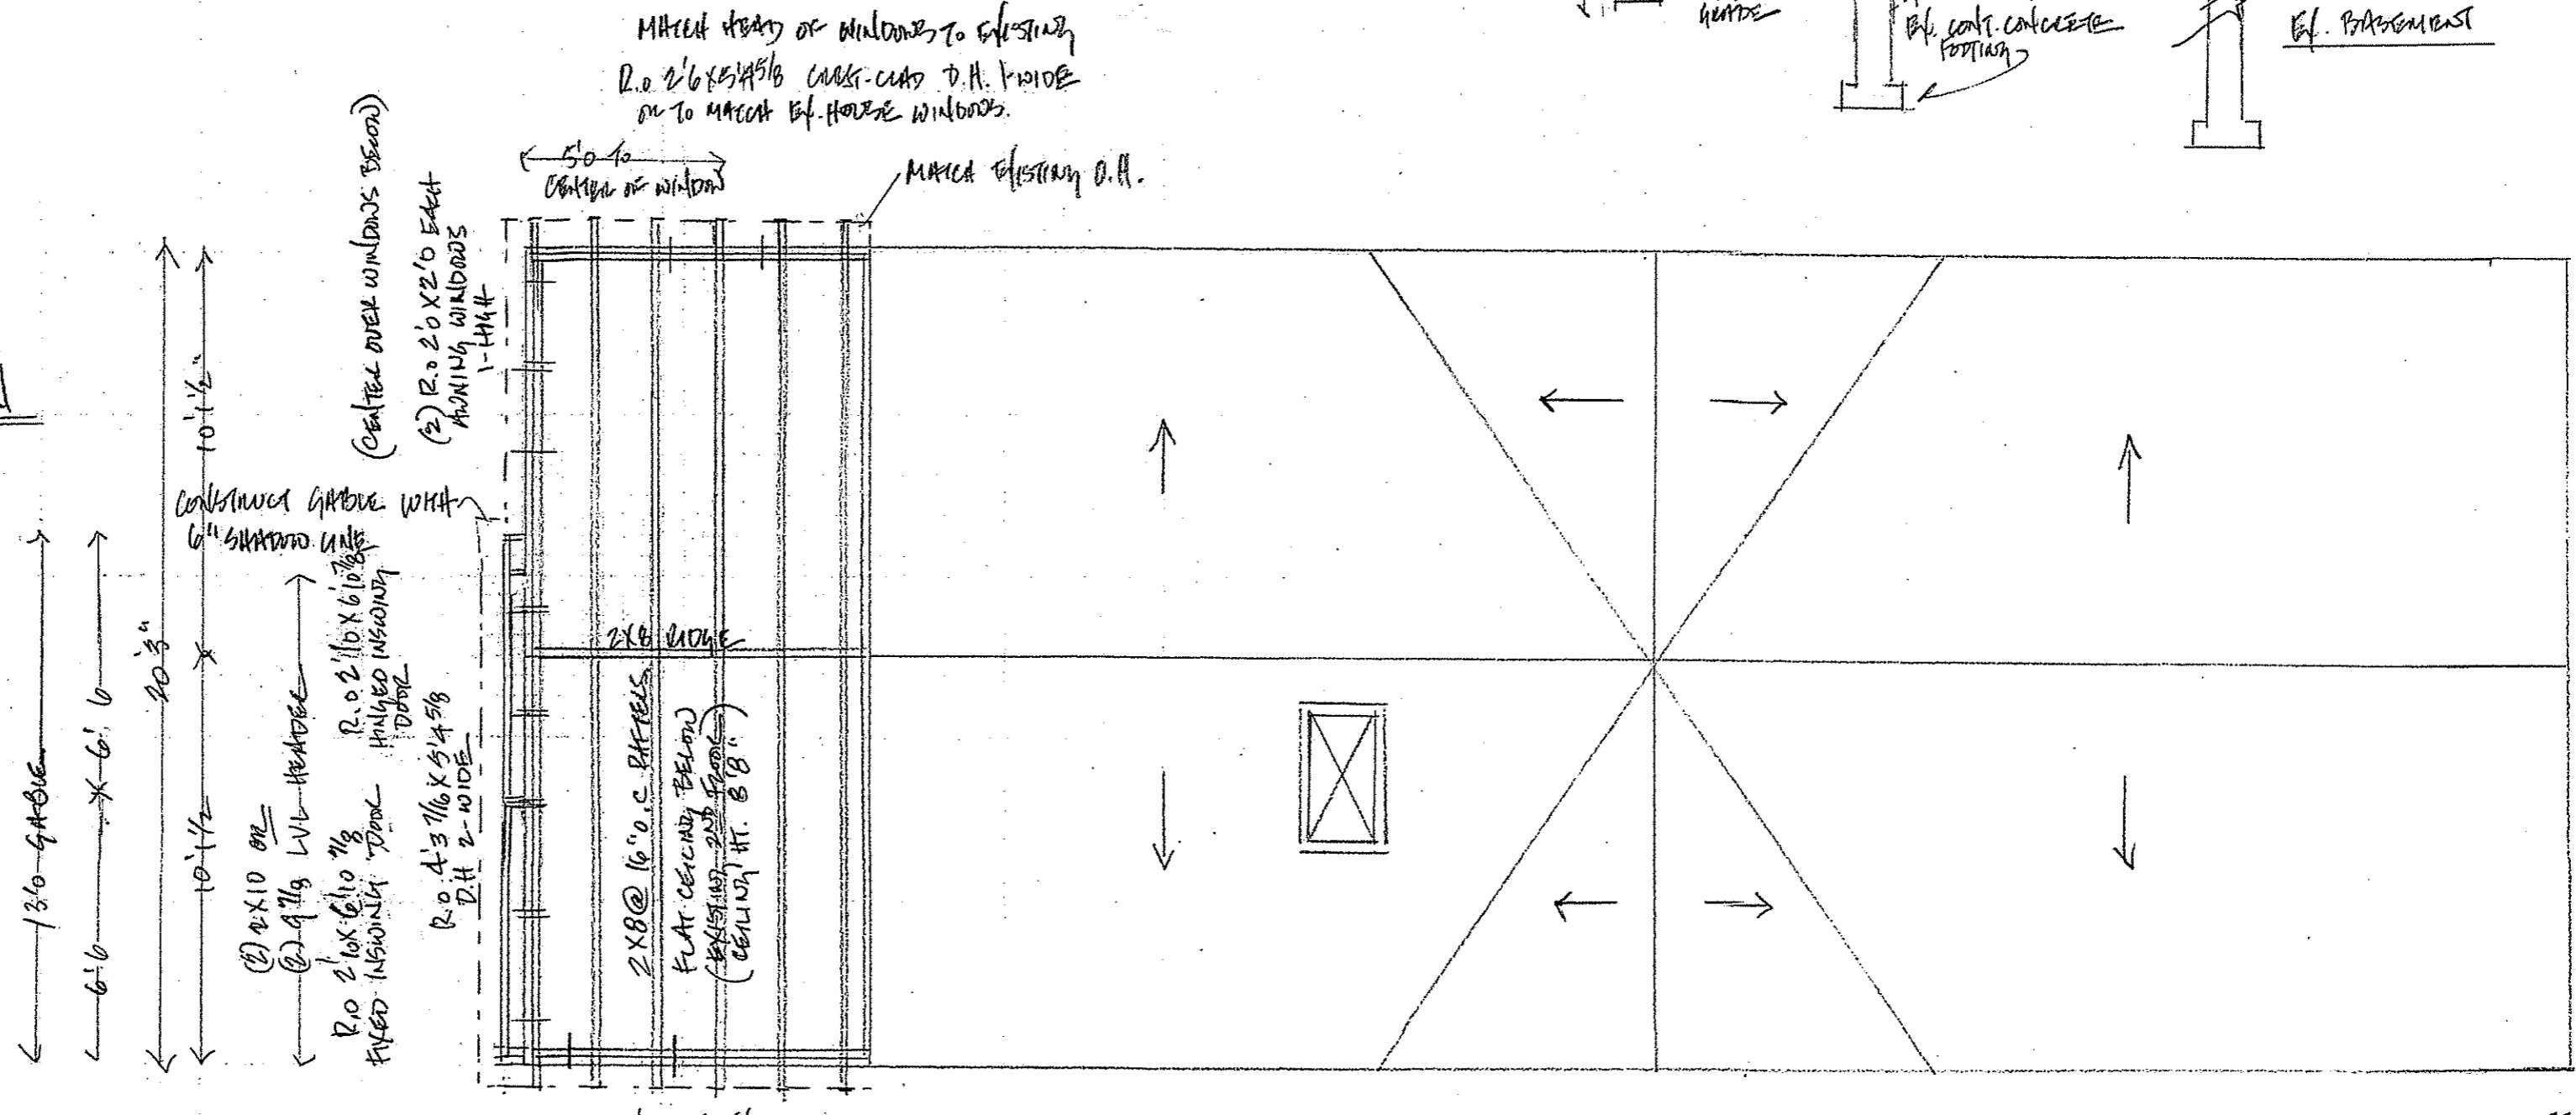 MATCH HEAD OF WINDOWS TO EXISTING
R.O 2'6 X 5'4 5/8 CLAD D.H. 1-WIDE
OR TO MATCH EX. HOUSE WINDOWS.
GRADE
EX. CONT. CONCRETE
FOOTING
EX. BASEMENT
5'0 TO
CENTER OF WINDOW
MATCH EXISTING O.H.
(CENTER OVER WINDOWS BELOW)
(2) R.O 2'0 X 2'0 EACH
AWNING WINDOWS
1-HIGH
CONSTRUCT GABLE WITH
6" SHADOW LINE
13'0 GABLE
6'6 X 6'6
20'3"
10'1 1/2 X 10'1 1/2"
(2) 2X10 OR
(2) 9 7/8 LVL HEADER
R.O 2'10 X 6'10 7/8
FIXED INSWING DOOR
R.O 2'10 X 6'10 7/8
HINGED INSWING
DOOR
R.O 4'3 7/16 X 5'4 5/8
D.H 2-WIDE
2X8 RIDGE
2X8 @ 16" O.C RAFTERS
FLAT CEILING BELOW
(EXISTING 2ND FLOOR)
(CEILING HT. 8'8")